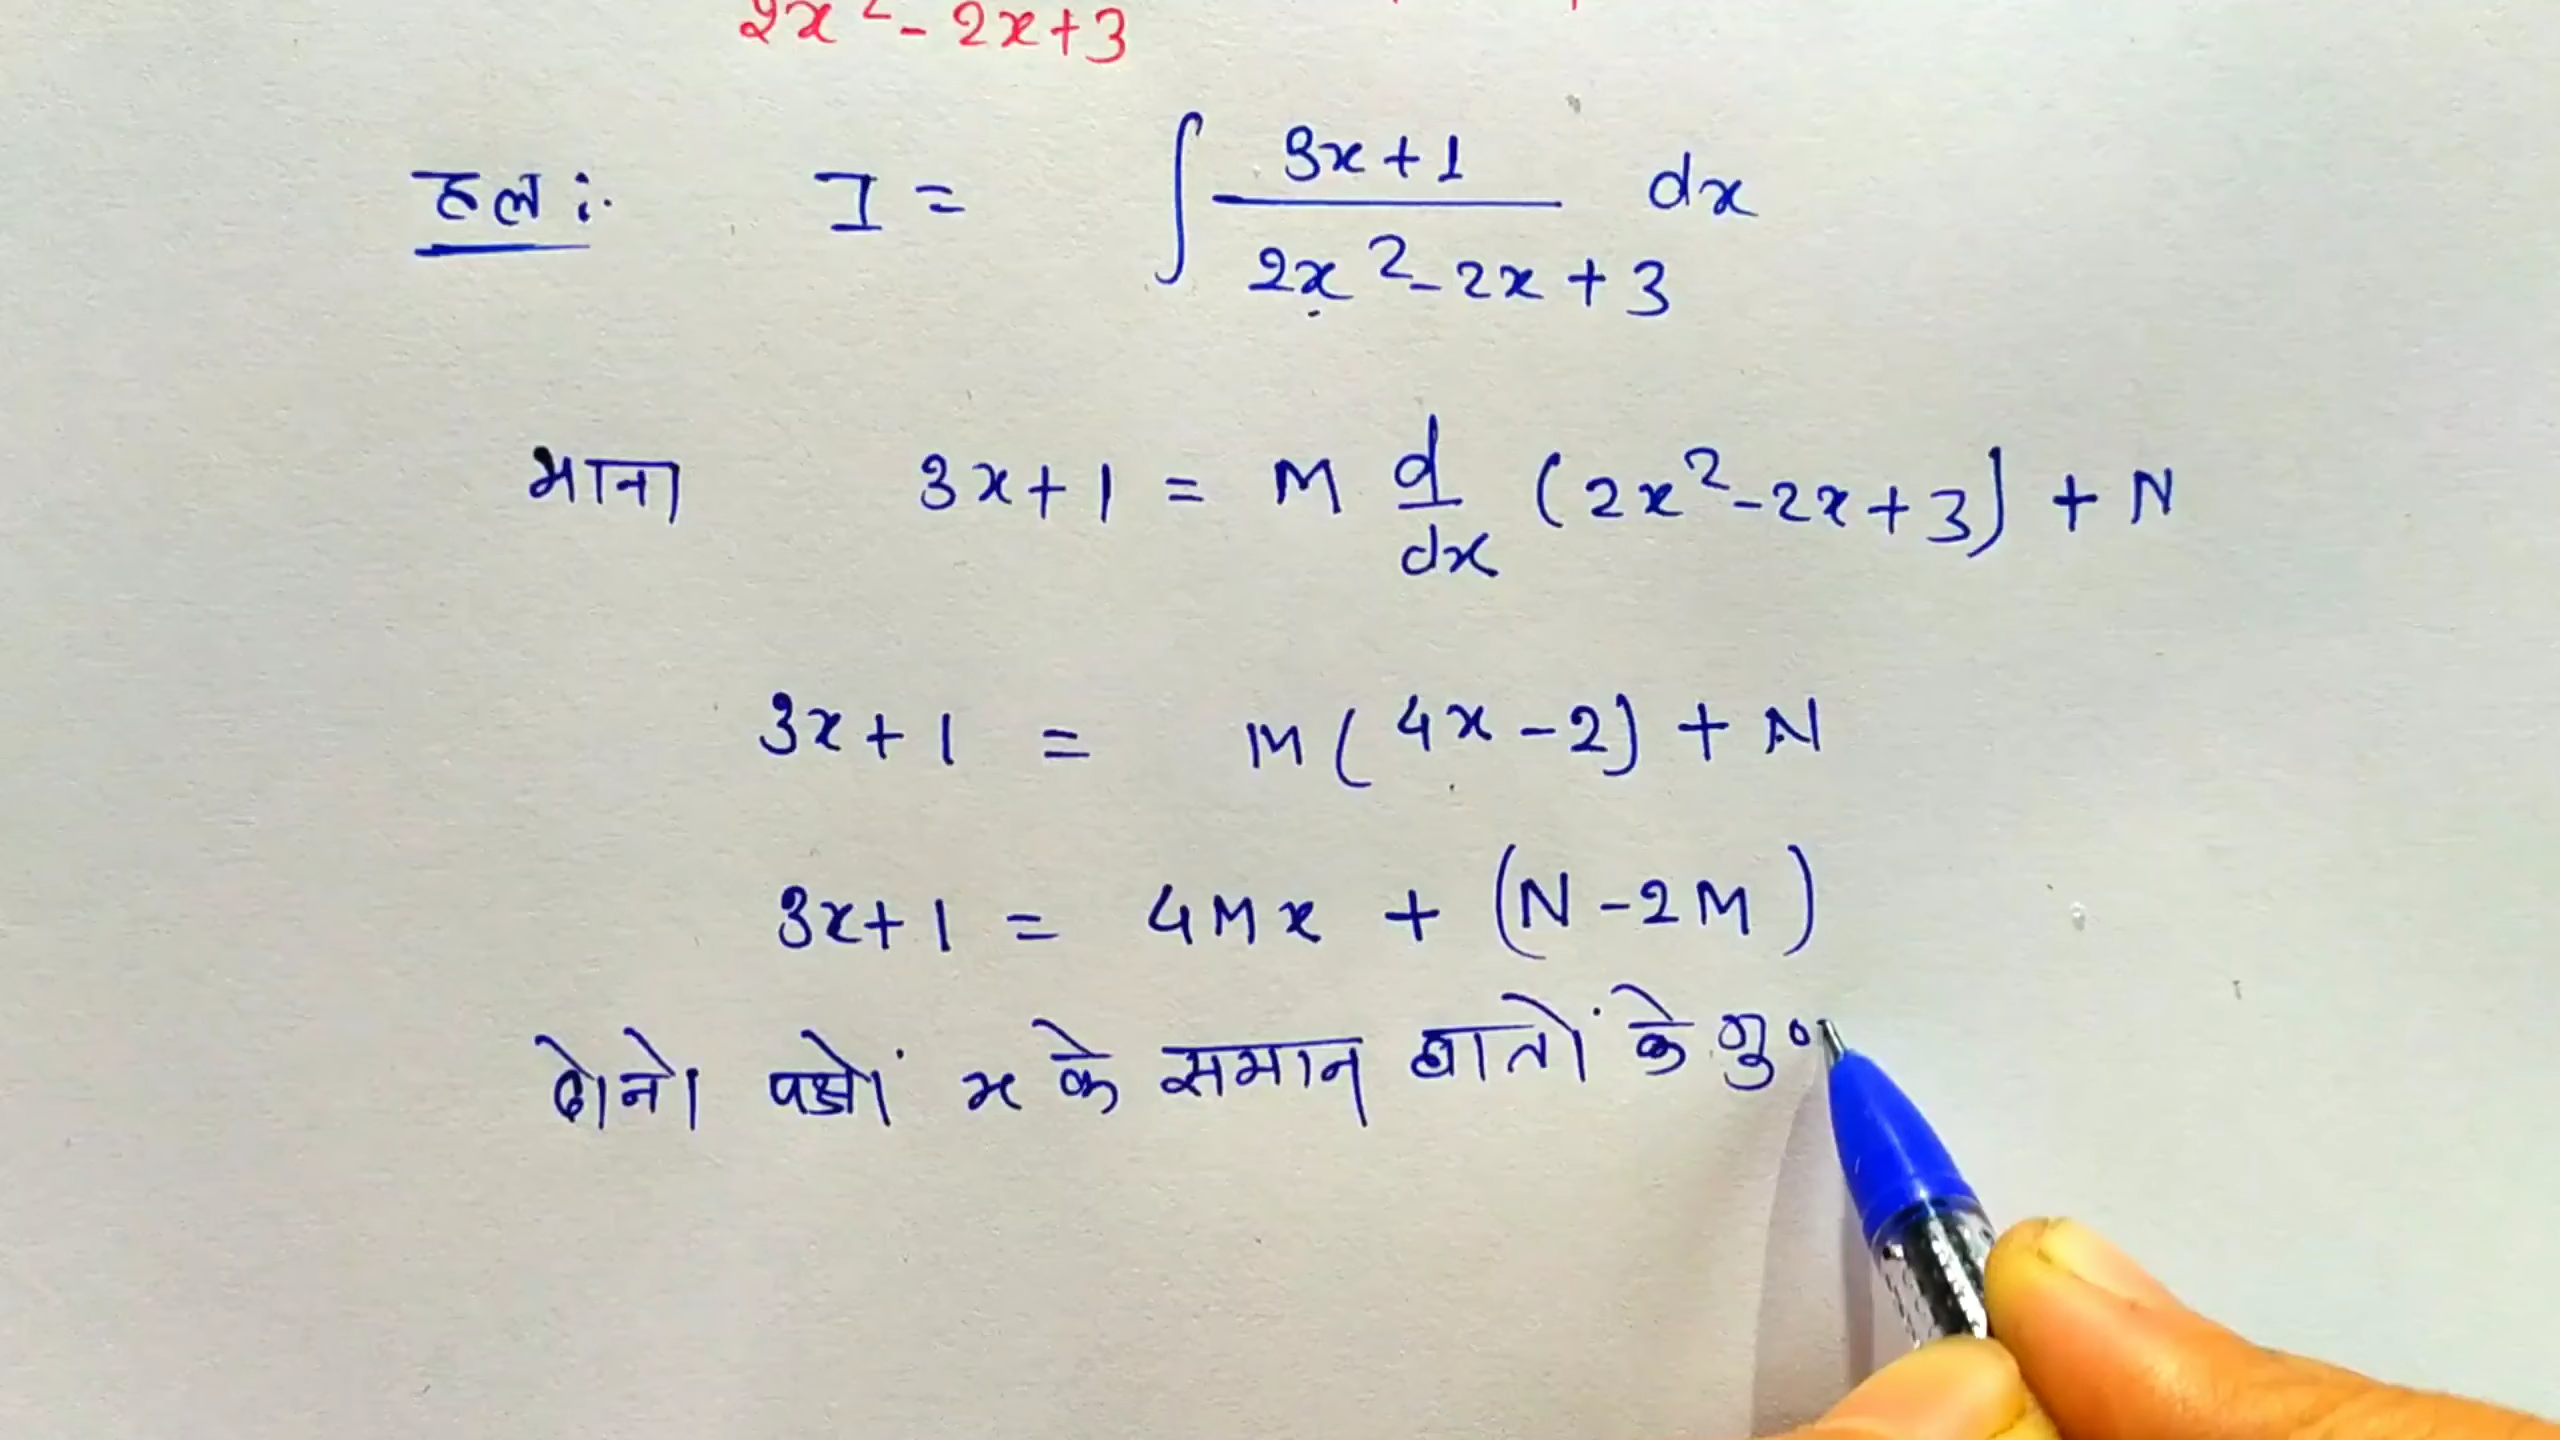 2x² - 2x + 3
हल :- I = ∫ (3x + 1)/(2x² - 2x + 3) dx
माना 3x + 1 = M d/dx (2x² - 2x + 3) + N
3x + 1 = M(4x - 2) + N
3x + 1 = 4Mx + (N - 2M)
दोनो पक्षों x के समान घातों के गु